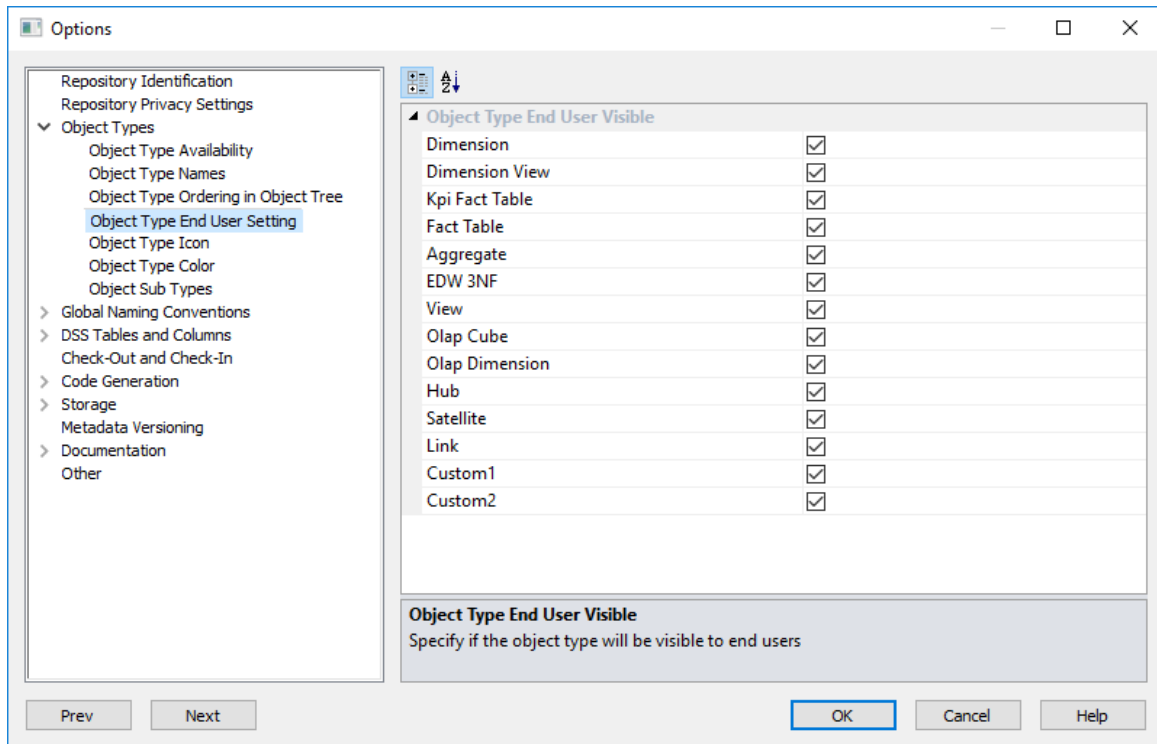 Options
Repository Identification
Repository Privacy Settings
Object Types
Object Type Availability
Object Type Names
Object Type Ordering in Object Tree
Object Type End User Setting
Object Type Icon
Object Type Color
Object Sub Types
Global Naming Conventions
DSS Tables and Columns
Check-Out and Check-In
Code Generation
Storage
Metadata Versioning
Documentation
Other
A
Z
Object Type End User Visible
Dimension
Dimension View
Kpi Fact Table
Fact Table
Aggregate
EDW 3NF
View
Olap Cube
Olap Dimension
Hub
Satellite
Link
Custom1
Custom2
Object Type End User Visible
Specify if the object type will be visible to end users
Prev
Next
OK
Cancel
Help